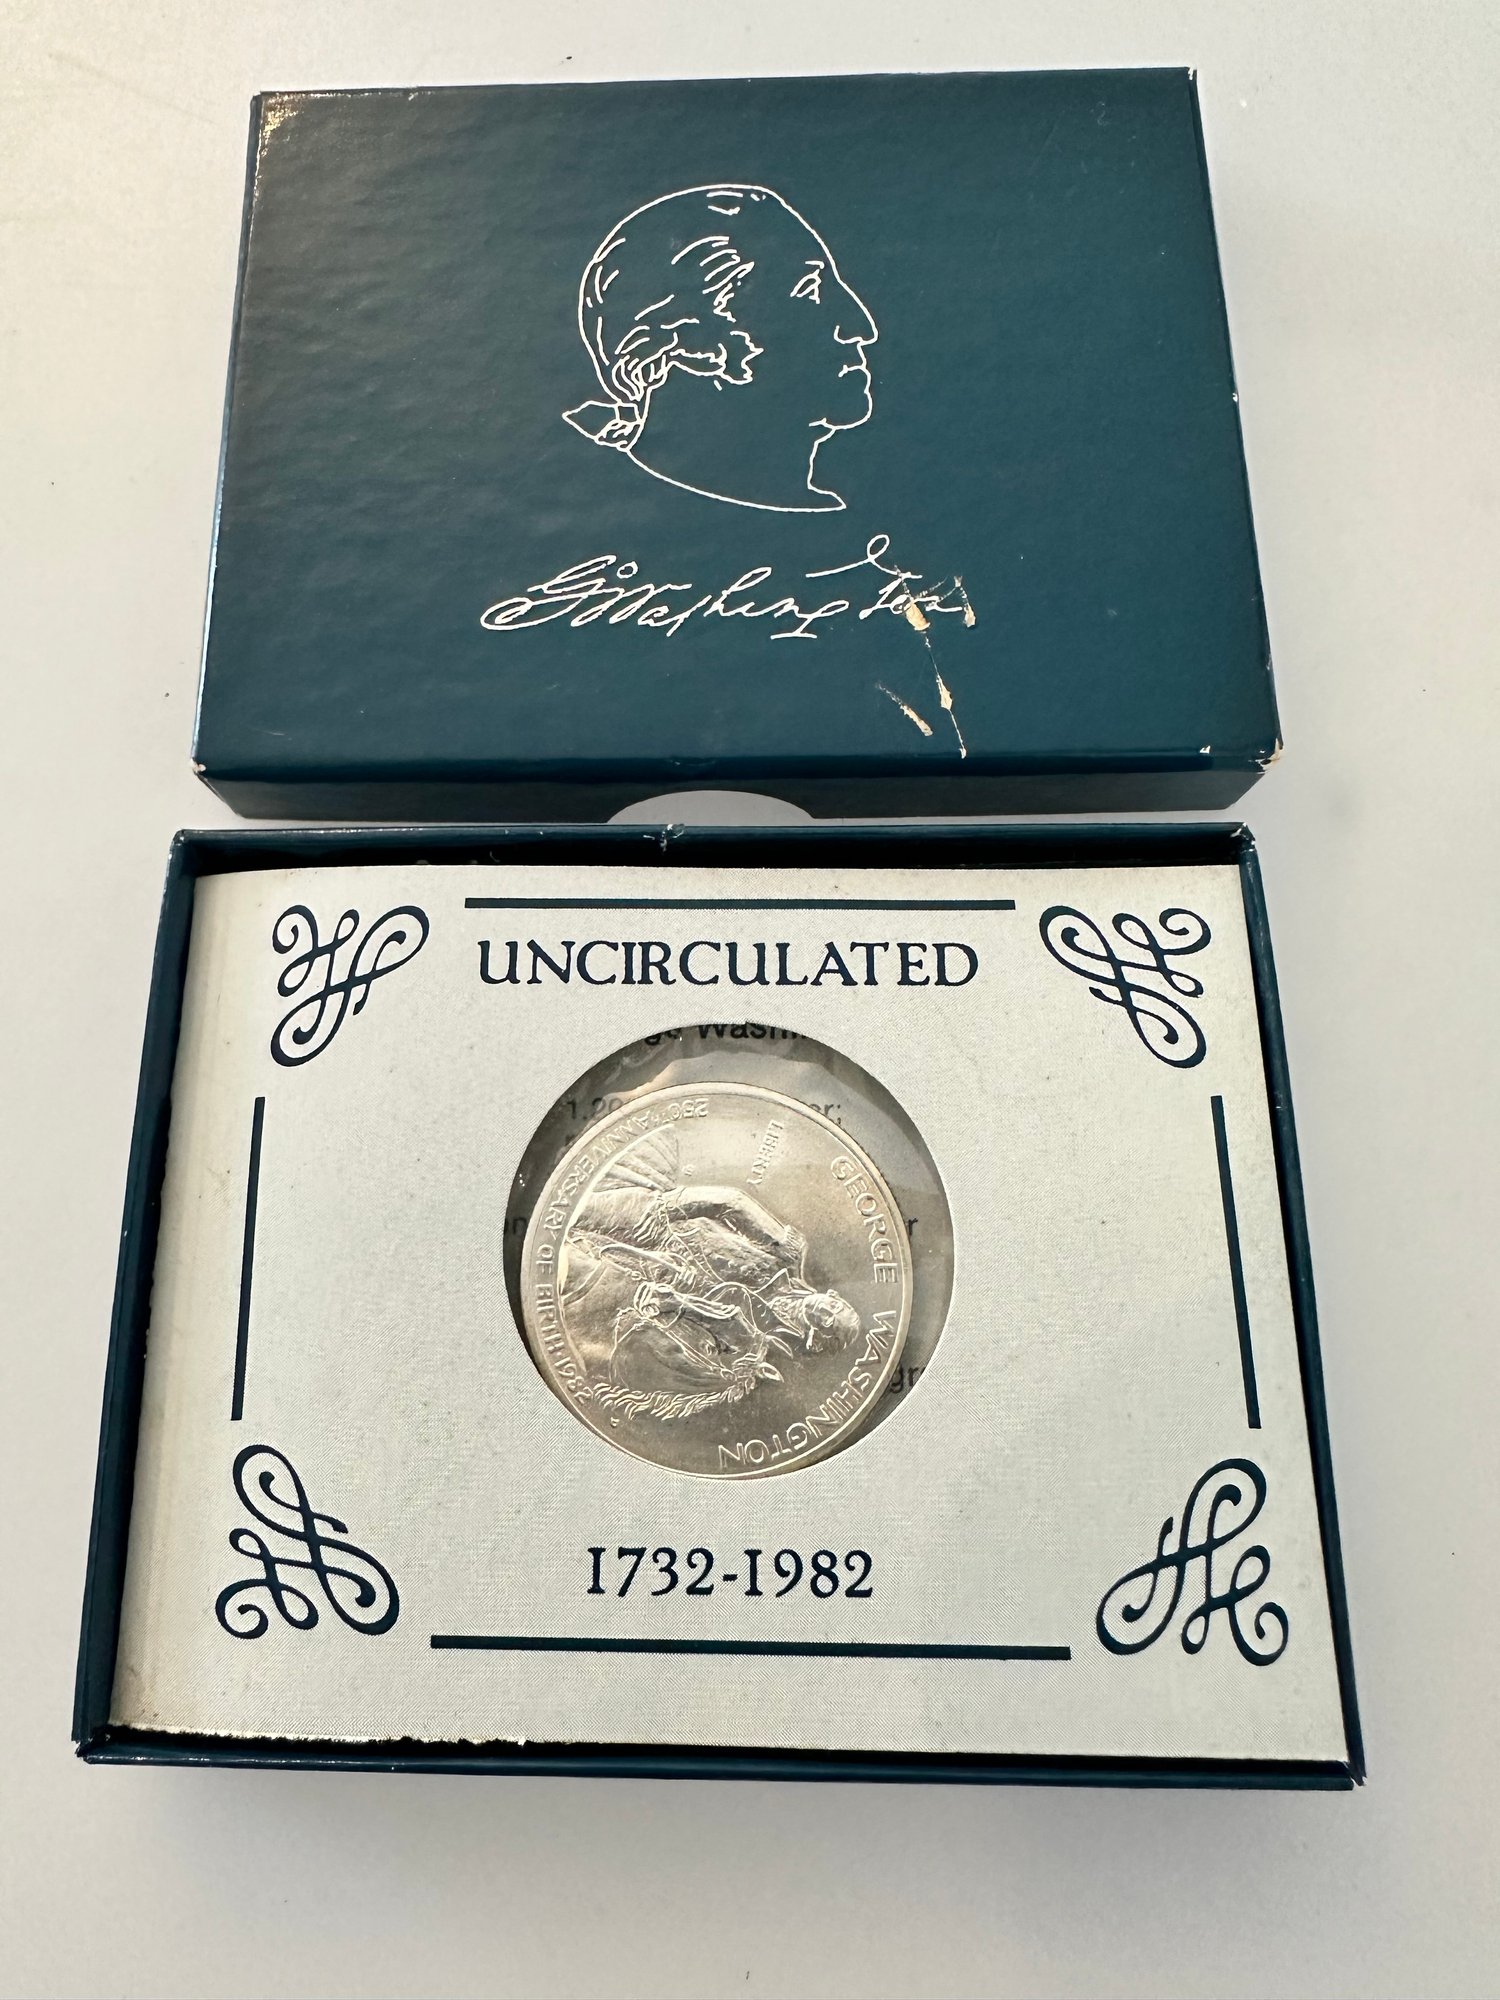 G:Washington
UNCIRCULATED
GEORGE WASHINGTON
LIBERTY
250TH ANNIVERSARY OF BIRTH·1982
D
1732-1982